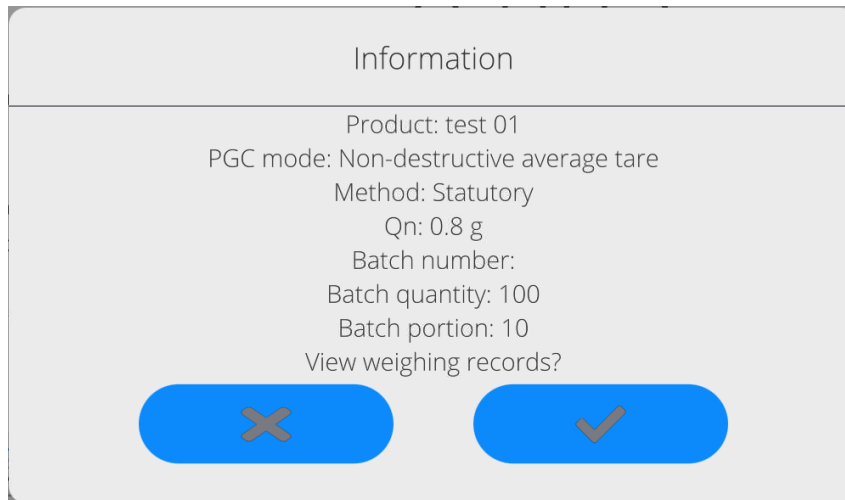 Information
Product: test 01
PGC mode: Non-destructive average tare
Method: Statutory
Qn: 0.8 g
Batch number:
Batch quantity: 100
Batch portion: 10
View weighing records?